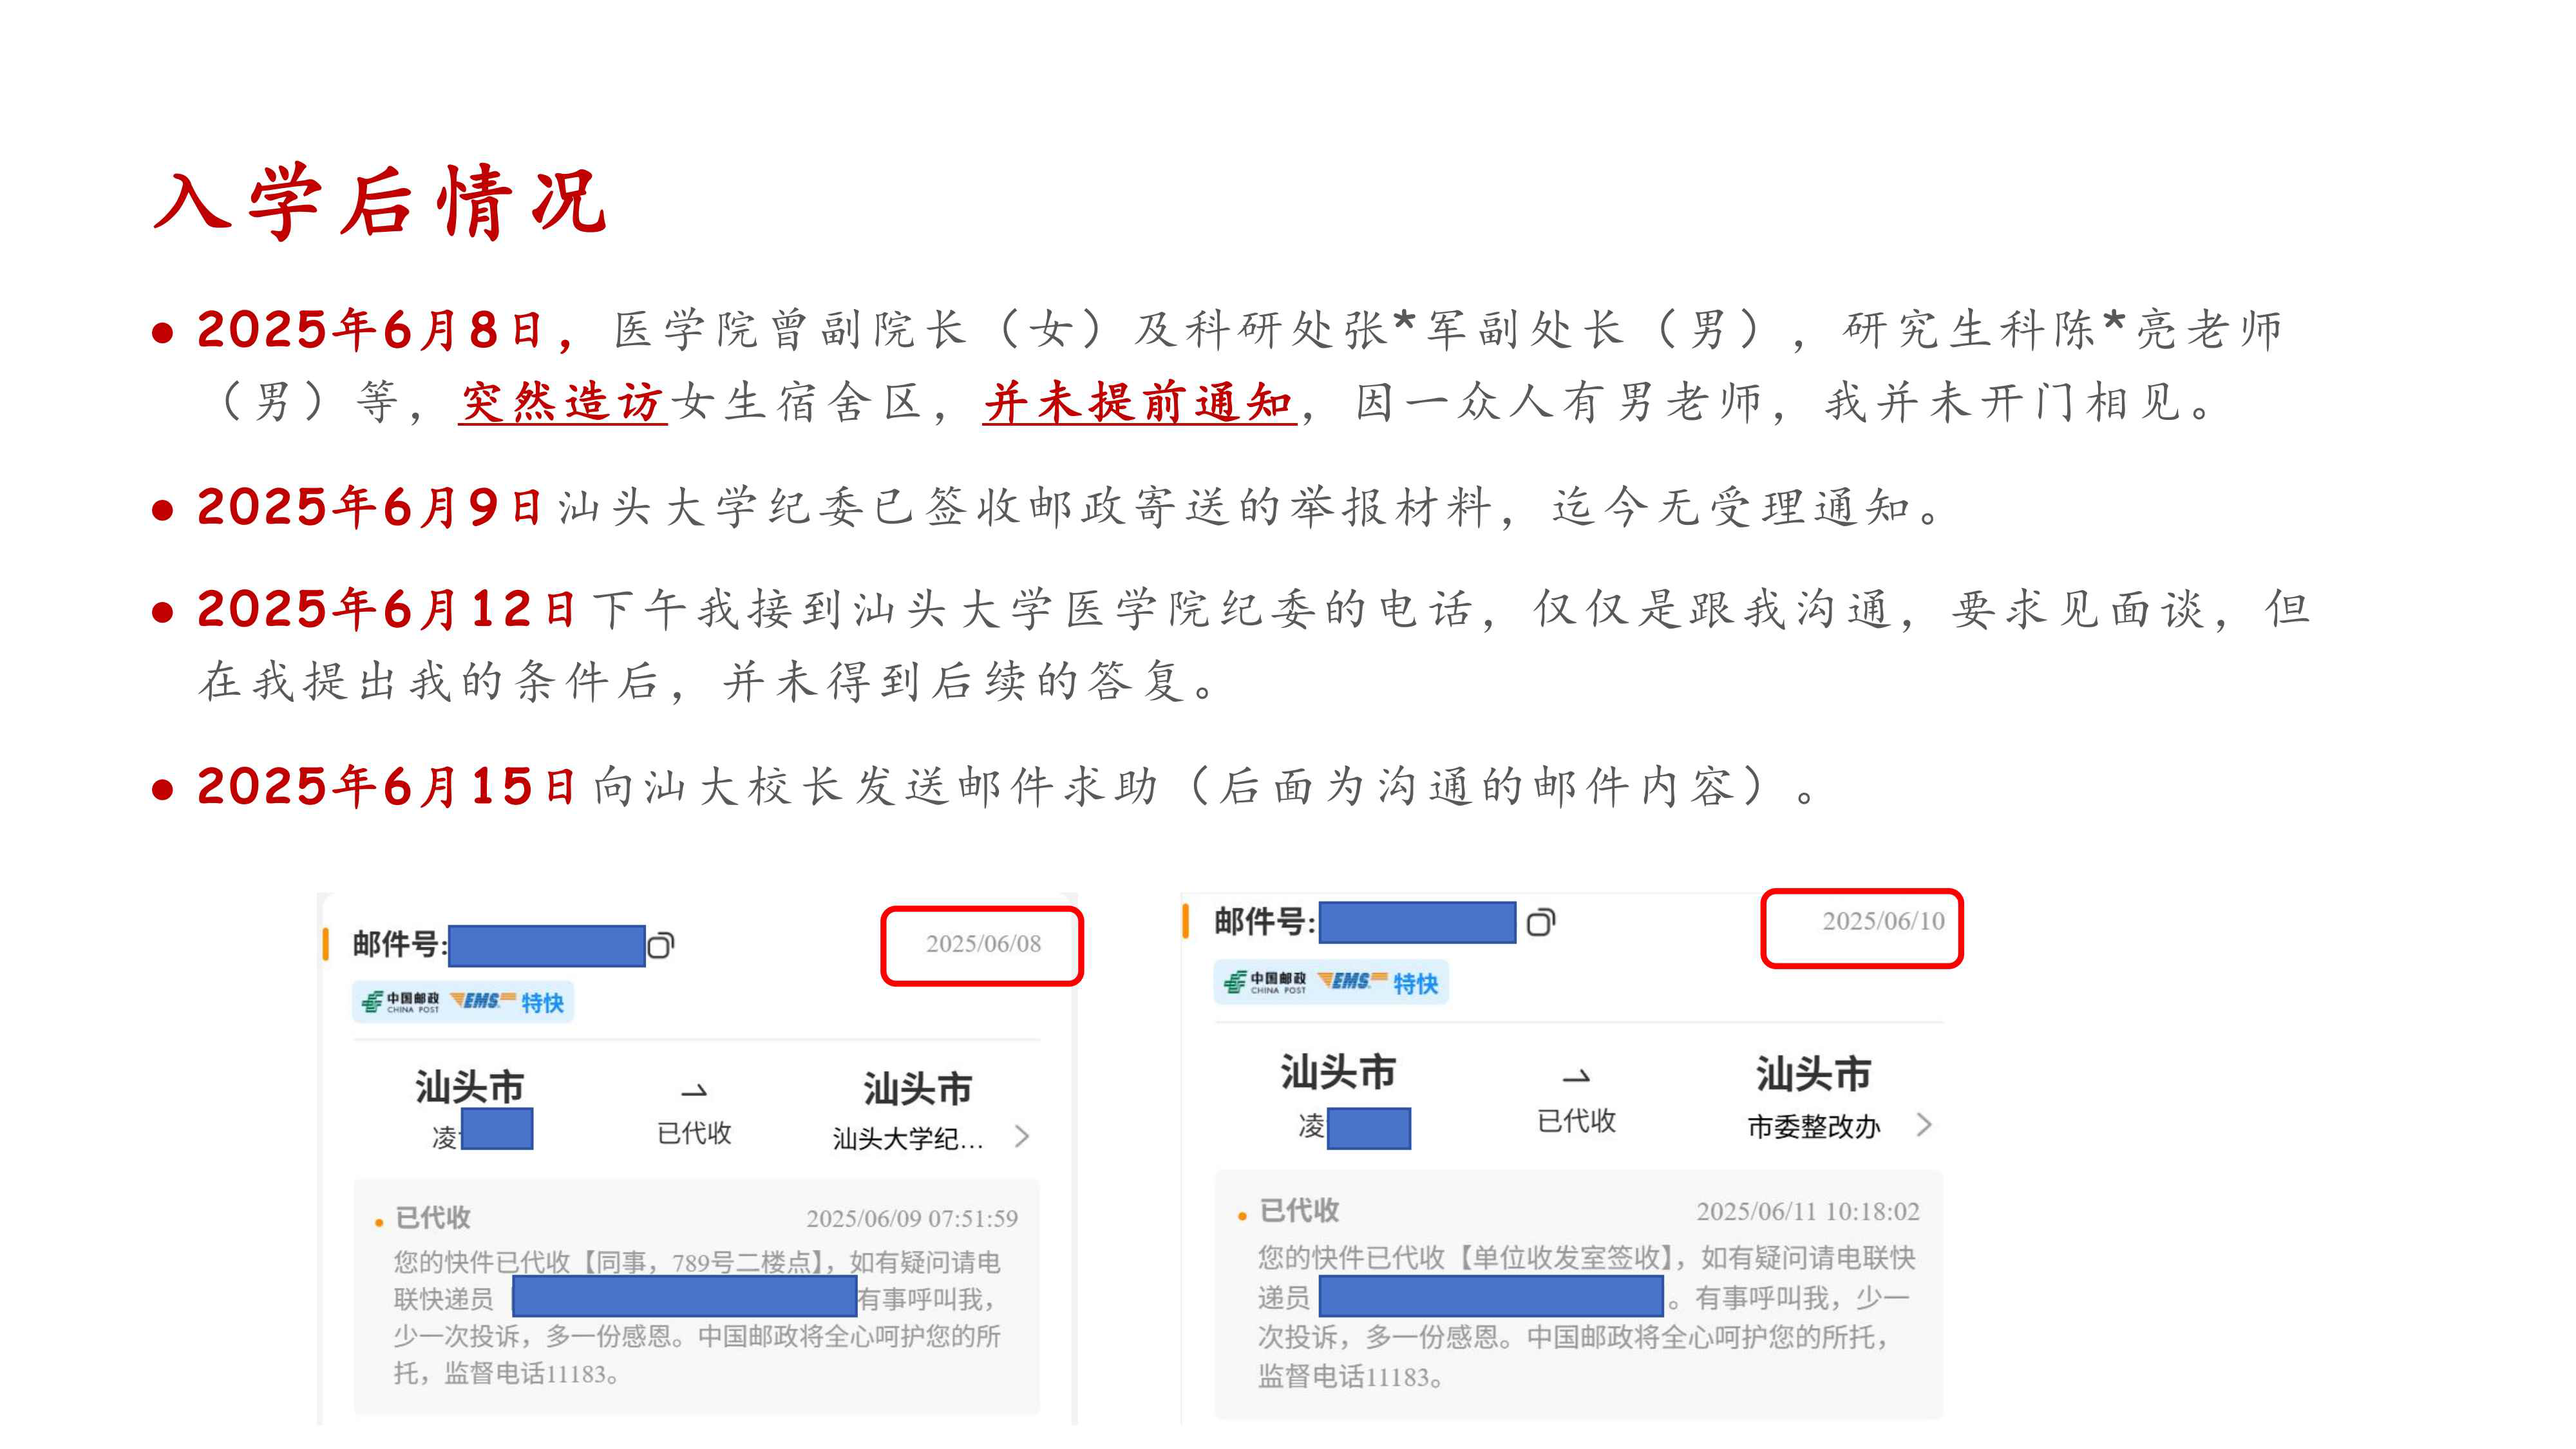 入学后情况
2025年6月8日，医学院曾副院长（女）及科研处张*军副处长（男），研究生科陈*亮老师
（男）等，突然造访女生宿舍区，并未提前通知，因一众人有男老师，我并未开门相见。
2025年6月9日汕头大学纪委已签收邮政寄送的举报材料，迄今无受理通知。
2025年6月12日下午我接到汕头大学医学院纪委的电话，仅仅是跟我沟通，要求见面谈，但
在我提出我的条件后，并未得到后续的答复。
2025年6月15日向汕大校长发送邮件求助（后面为沟通的邮件内容）。
邮件号:
2025/06/08
中国邮政 CHINA POST EMS 特快
汕头市
汕头市
凌
已代收
汕头大学纪...
已代收
2025/06/09 07:51:59
您的快件已代收【同事，789号二楼点】，如有疑问请电
联快递员
有事呼叫我，
少一次投诉，多一份感恩。中国邮政将全心呵护您的所
托，监督电话11183。
邮件号:
2025/06/10
中国邮政 CHINA POST EMS 特快
汕头市
汕头市
凌
已代收
市委整改办
已代收
2025/06/11 10:18:02
您的快件已代收【单位收发室签收】，如有疑问请电联快
递员
。有事呼叫我，少一
次投诉，多一份感恩。中国邮政将全心呵护您的所托，
监督电话11183。